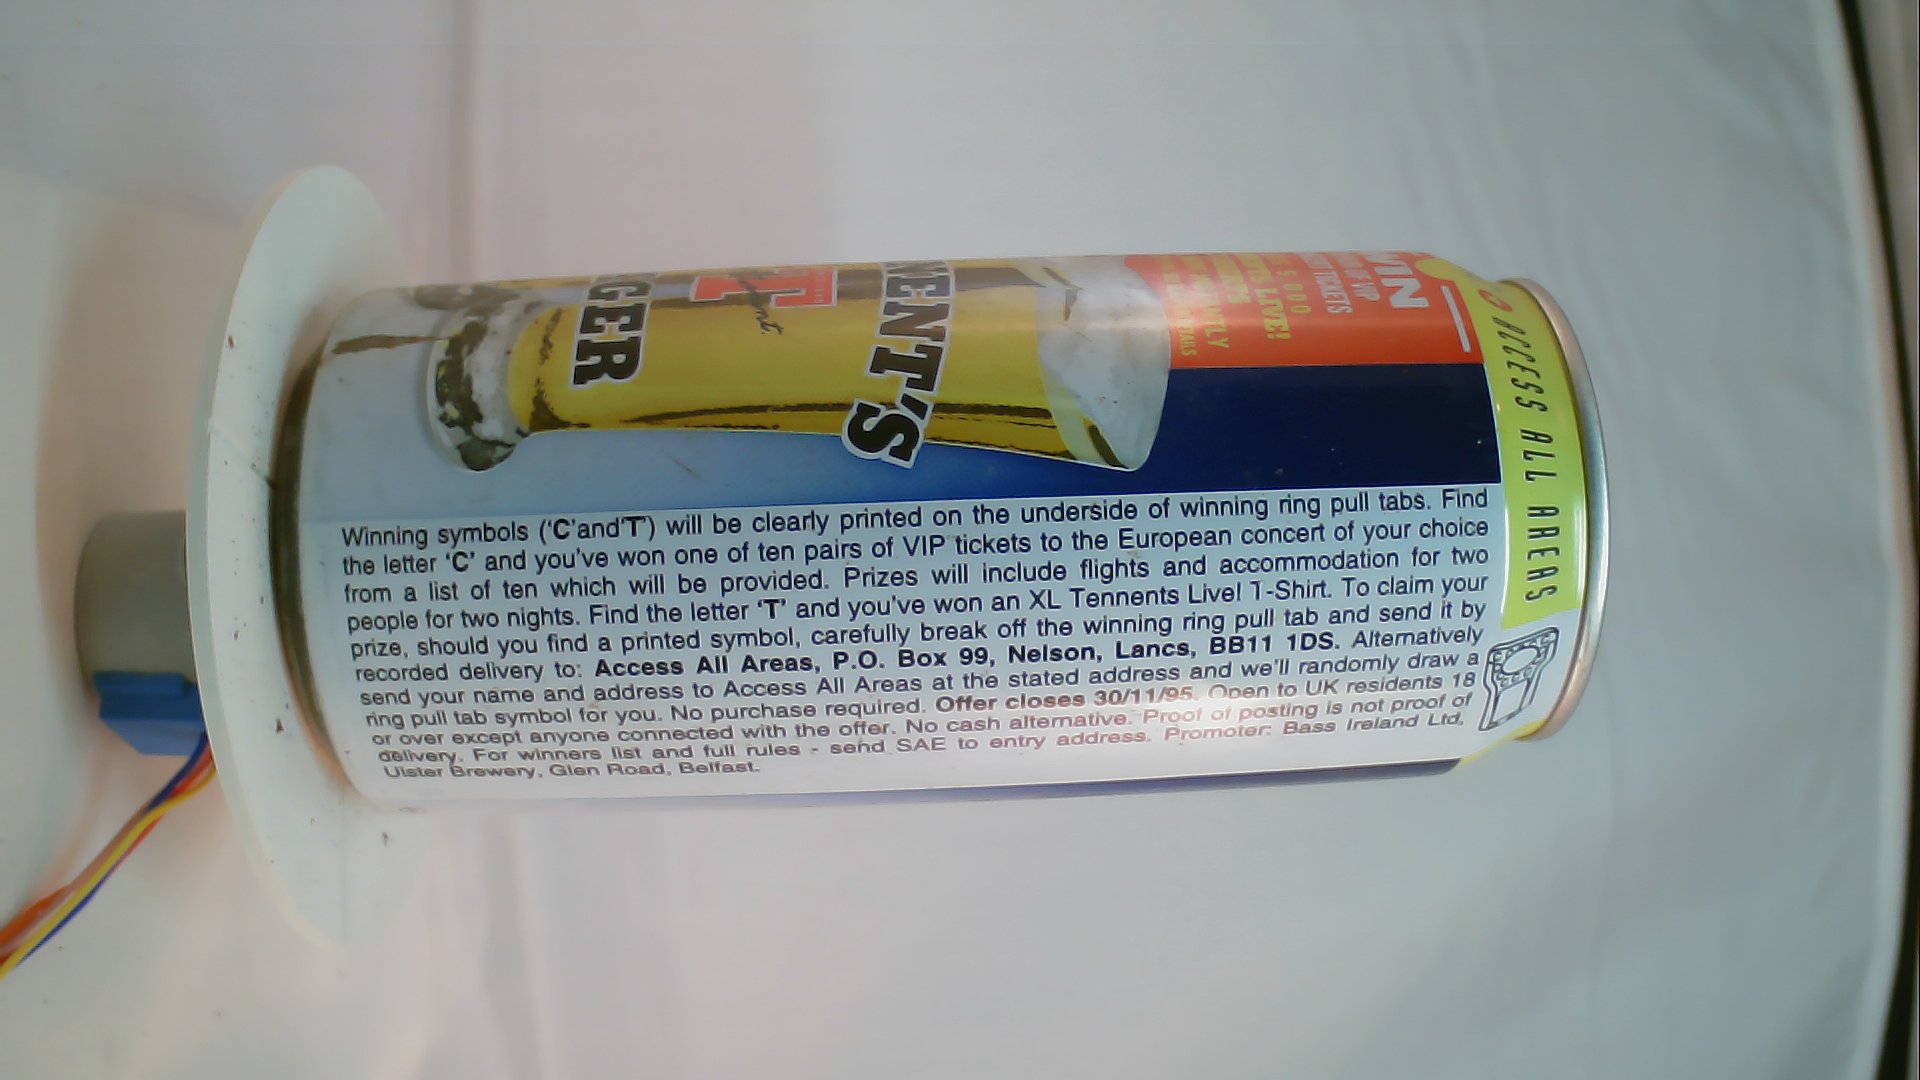 Winning symbols ('C'and'T') will be clearly printed on the underside of winning ring pull tabs. Find
the letter 'C' and you've won one of ten pairs of VIP tickets to the European concert of your choice
from a list of ten which will be provided. Prizes will include flights and accommodation for two
people for two nights. Find the letter 'T' and you've won an XL Tennents Live! T-Shirt. To claim your
prize, should you find a printed symbol, carefully break off the winning ring pull tab and send it by
recorded delivery to: Access All Areas, P.O. Box 99, Nelson, Lancs, BB11 1DS. Alternatively
send your name and address to Access All Areas at the stated address and we'll randomly draw a
ring pull tab symbol for you. No purchase required. Offer closes 30/11/95. Open to UK residents 18
or over except anyone connected with the offer. No cash alternative. Proof of posting is not proof of
delivery. For winners list and full rules - send SAE to entry address. Promoter: Bass Ireland Ltd,
Ulster Brewery, Glen Road, Belfast.
ACCESS ALL AREAS
OF VIP
TICKETS
5000
LIVE!
NENT'S
T
GER